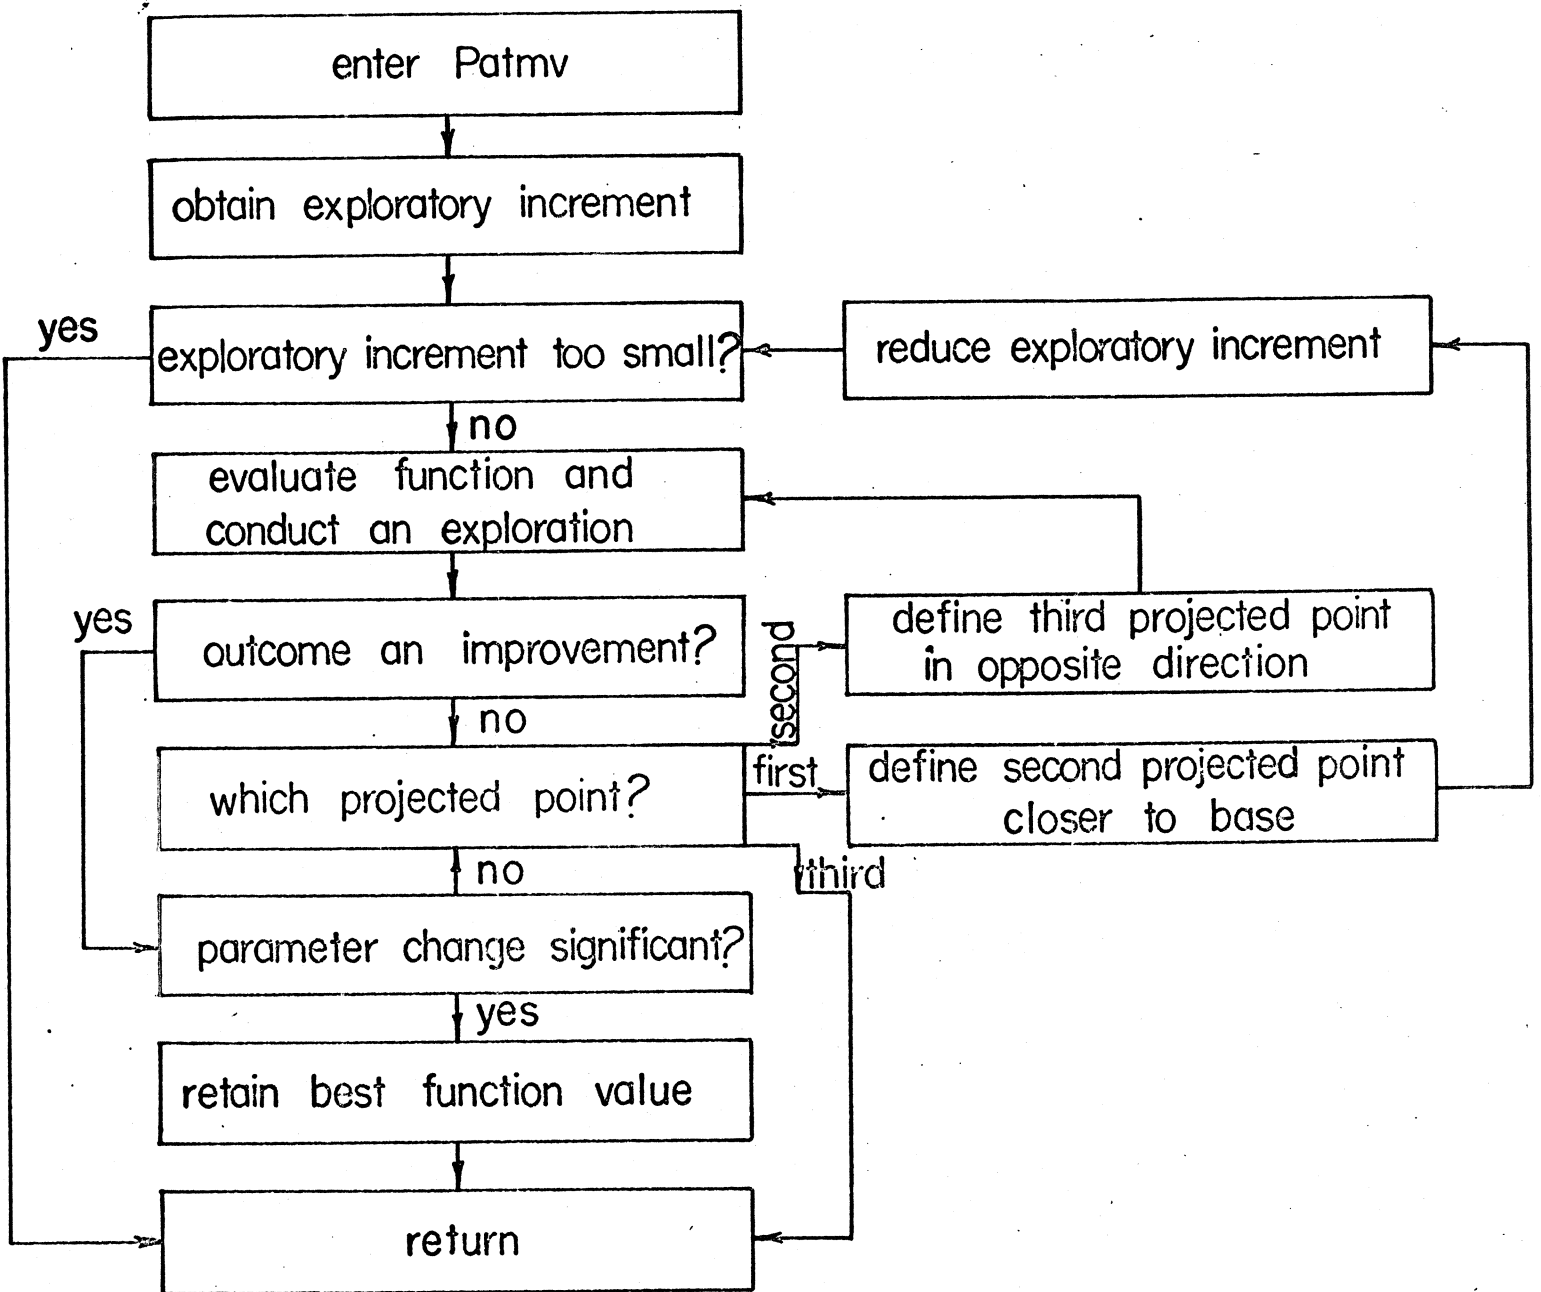 enter Patmv
obtain exploratory increment
yes
exploratory increment too small?
reduce exploratory increment
no
evaluate function and
conduct an exploration
yes
outcome an improvement?
second
define third projected point
in opposite direction
no
which projected point?
first
define second projected point
closer to base
no
third
parameter change significant?
yes
retain best function value
return